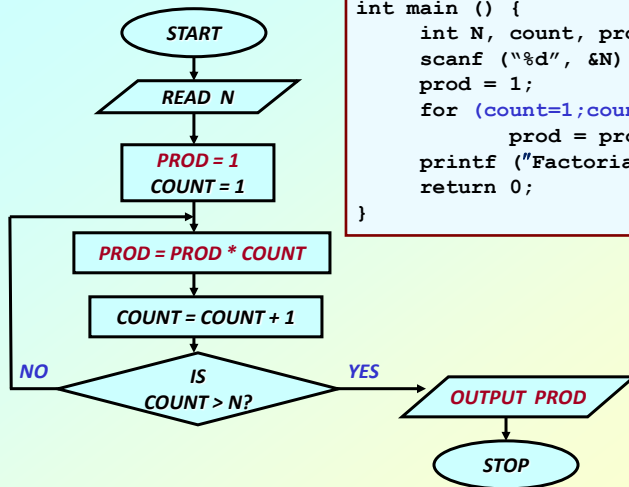 START
READ N
PROD = 1
COUNT = 1
PROD = PROD * COUNT
COUNT = COUNT + 1
NO
IS
COUNT > N?
YES
OUTPUT PROD
STOP
int main () {
int N, count,
scanf ("%d", &N)
prod = 1;
for (count=1;
prod =
printf (
return 0;
}